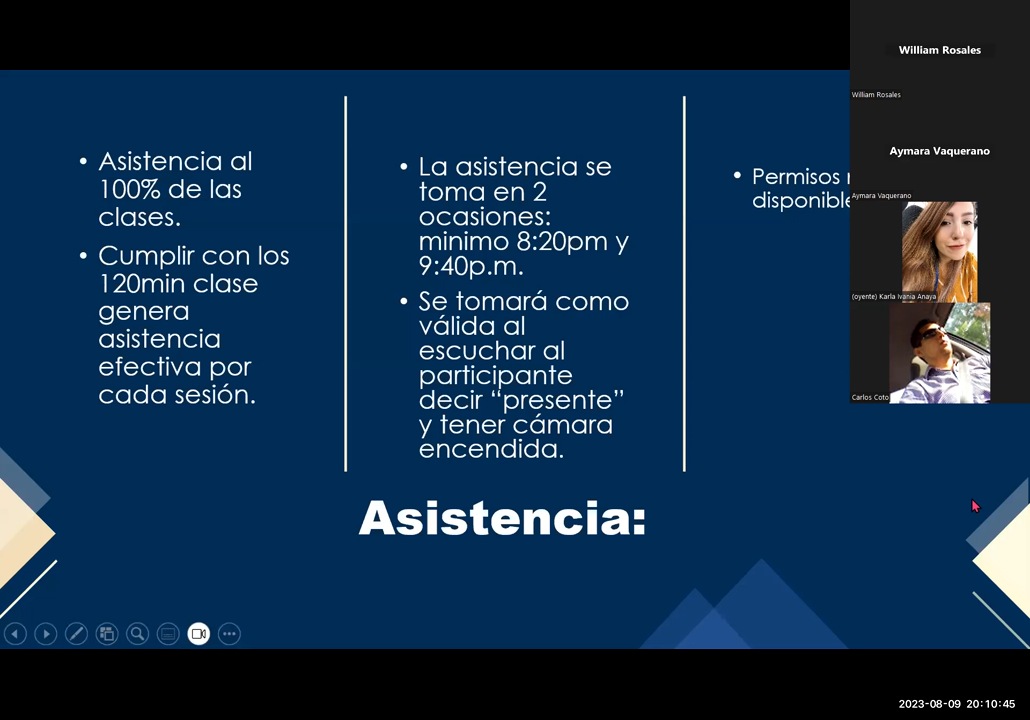 • Asistencia al
100% de las
clases.
• Cumplir con los
120min clase
genera
asistencia
efectiva por
cada sesión.
• La asistencia se
toma en 2
ocasiones:
minimo 8:20pm y
9:40p.m.
• Se tomará como
válida al
escuchar al
participante
decir “presente”
y tener cámara
encendida.
• Permisos
Asistencia:
William Rosales
William Rosales
Aymara Vaquerano
Aymara Vaquerano
(oyente) Karla Ivania Anaya
Carlos Coto
2023-08-09 20:10:45